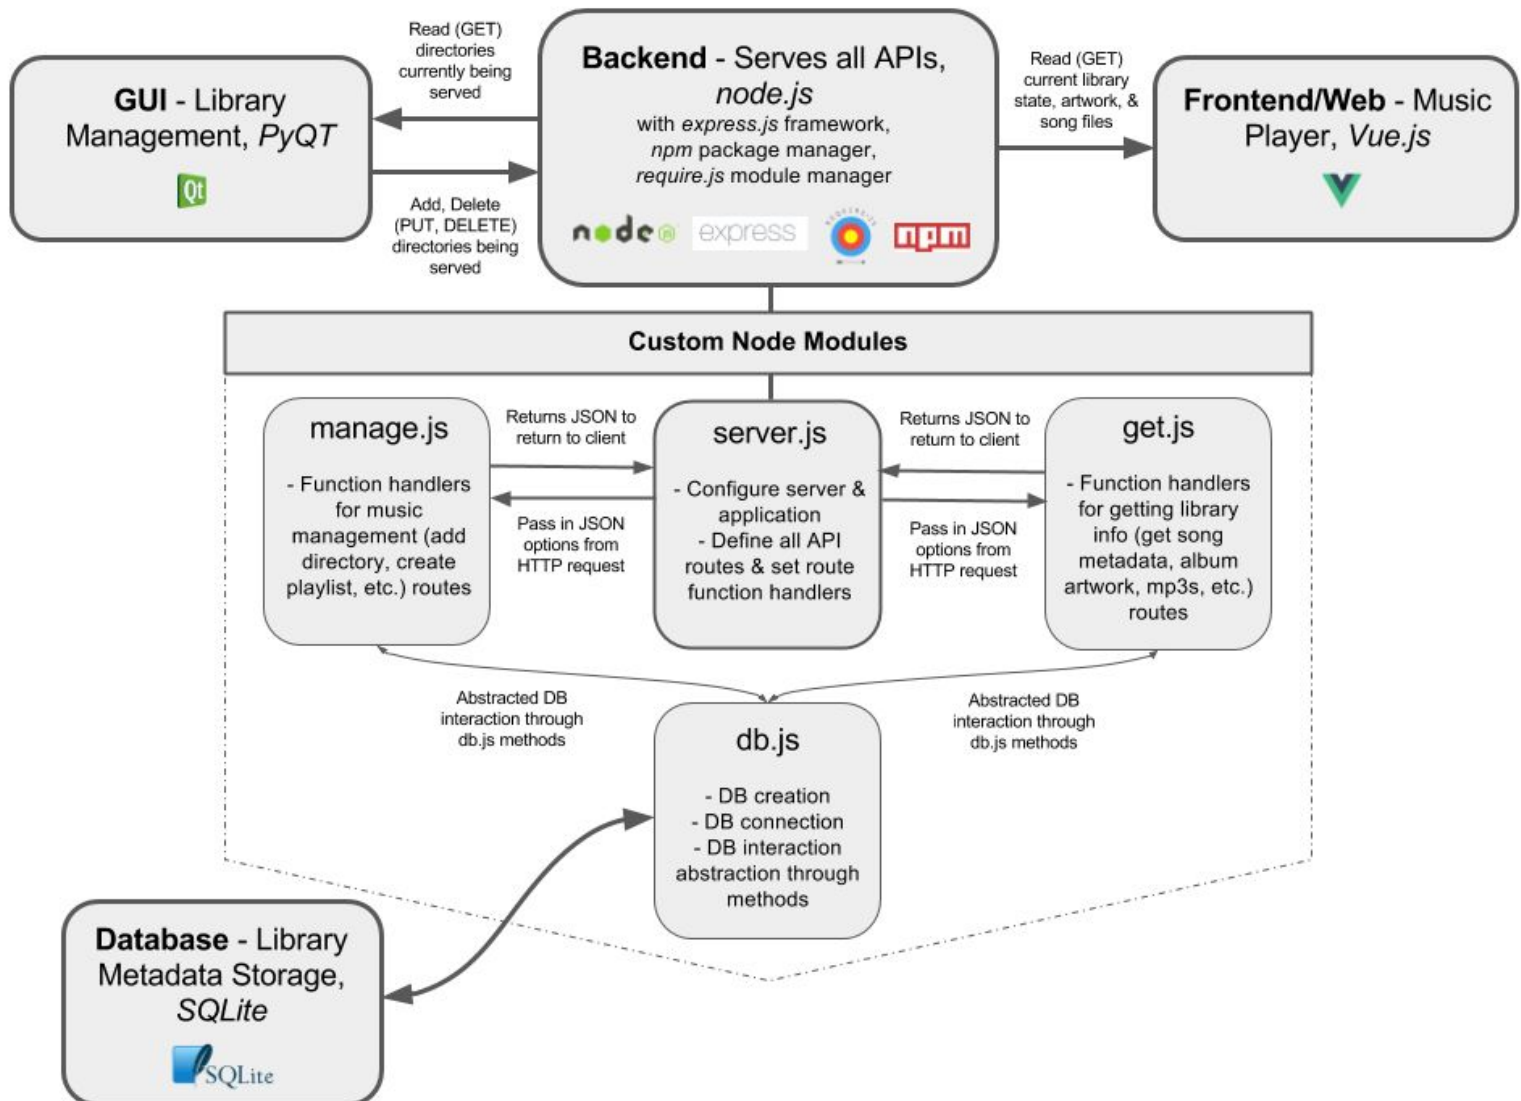 Read (GET)
directories
currently being
served
GUI - Library
Management, PyQT
Qt
Add, Delete
(PUT, DELETE)
directories being
served
Backend - Serves all APIs,
node.js
with express.js framework,
npm package manager,
require.js module manager
node js
express
npm
Read (GET)
current library
state, artwork, &
song files
Frontend/Web - Music
Player, Vue.js
Custom Node Modules
manage.js
- Function handlers
for music
management (add
directory, create
playlist, etc.) routes
Returns JSON to
return to client
Pass in JSON
options from
HTTP request
server.js
- Configure server &
application
- Define all API
routes & set route
function handlers
Returns JSON to
return to client
Pass in JSON
options from
HTTP request
get.js
- Function handlers
for getting library
info (get song
metadata, album
artwork, mp3s, etc.)
routes
Abstracted DB
interaction through
db.js methods
Abstracted DB
interaction through
db.js methods
db.js
- DB creation
- DB connection
- DB interaction
abstraction through
methods
Database - Library
Metadata Storage,
SQLite
SQLite